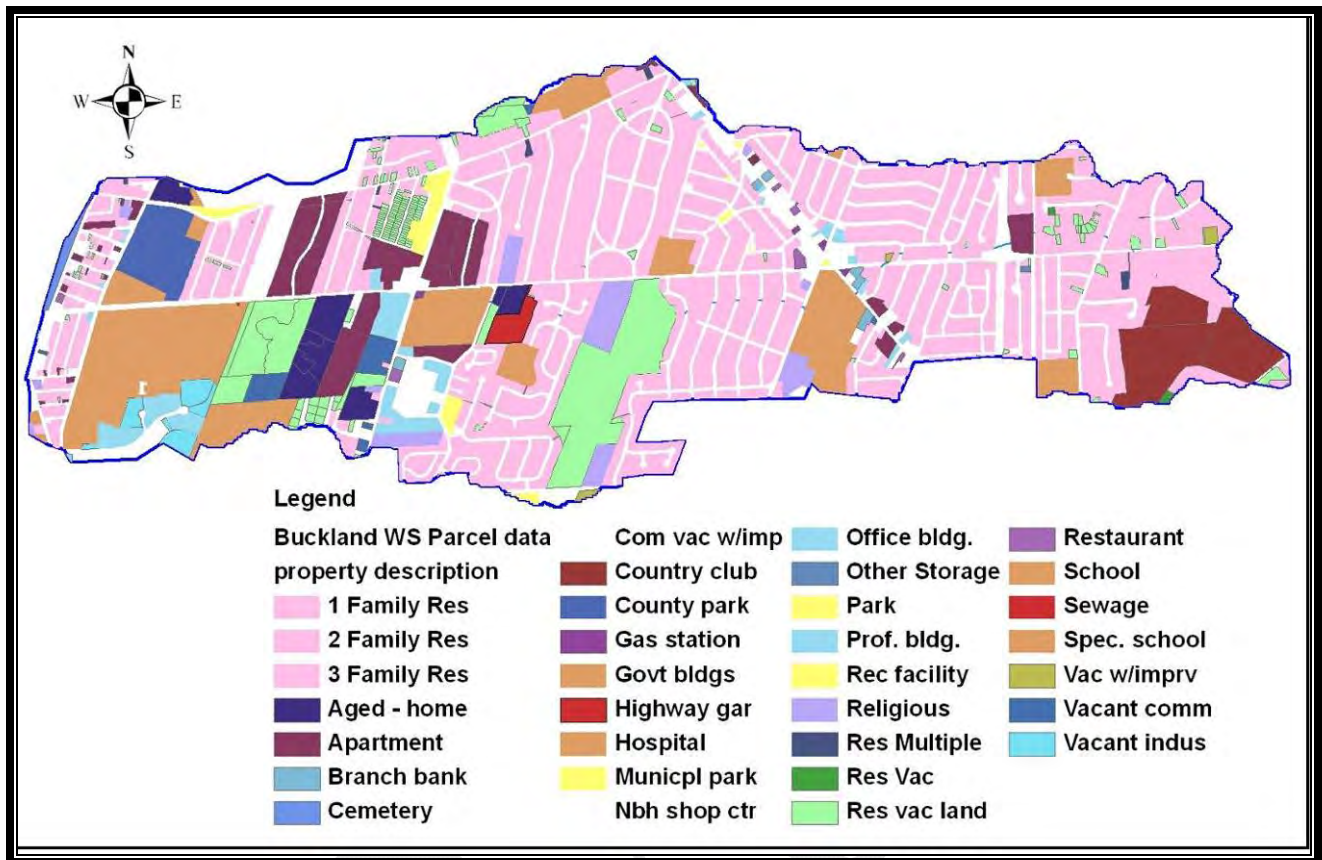 N
W E
S
r
Legend
Buckland WS Parcel data
property description
1 Family Res
2 Family Res
3 Family Res
Aged - home
Apartment
Branch bank
Cemetery
Com vac w/imp
Country club
County park
Gas station
Govt bldgs
Highway gar
Hospital
Municpl park
Nbh shop ctr
Office bldg.
Other Storage
Park
Prof. bldg.
Rec facility
Religious
Res Multiple
Res Vac
Res vac land
Restaurant
School
Sewage
Spec. school
Vac w/imprv
Vacant comm
Vacant indus